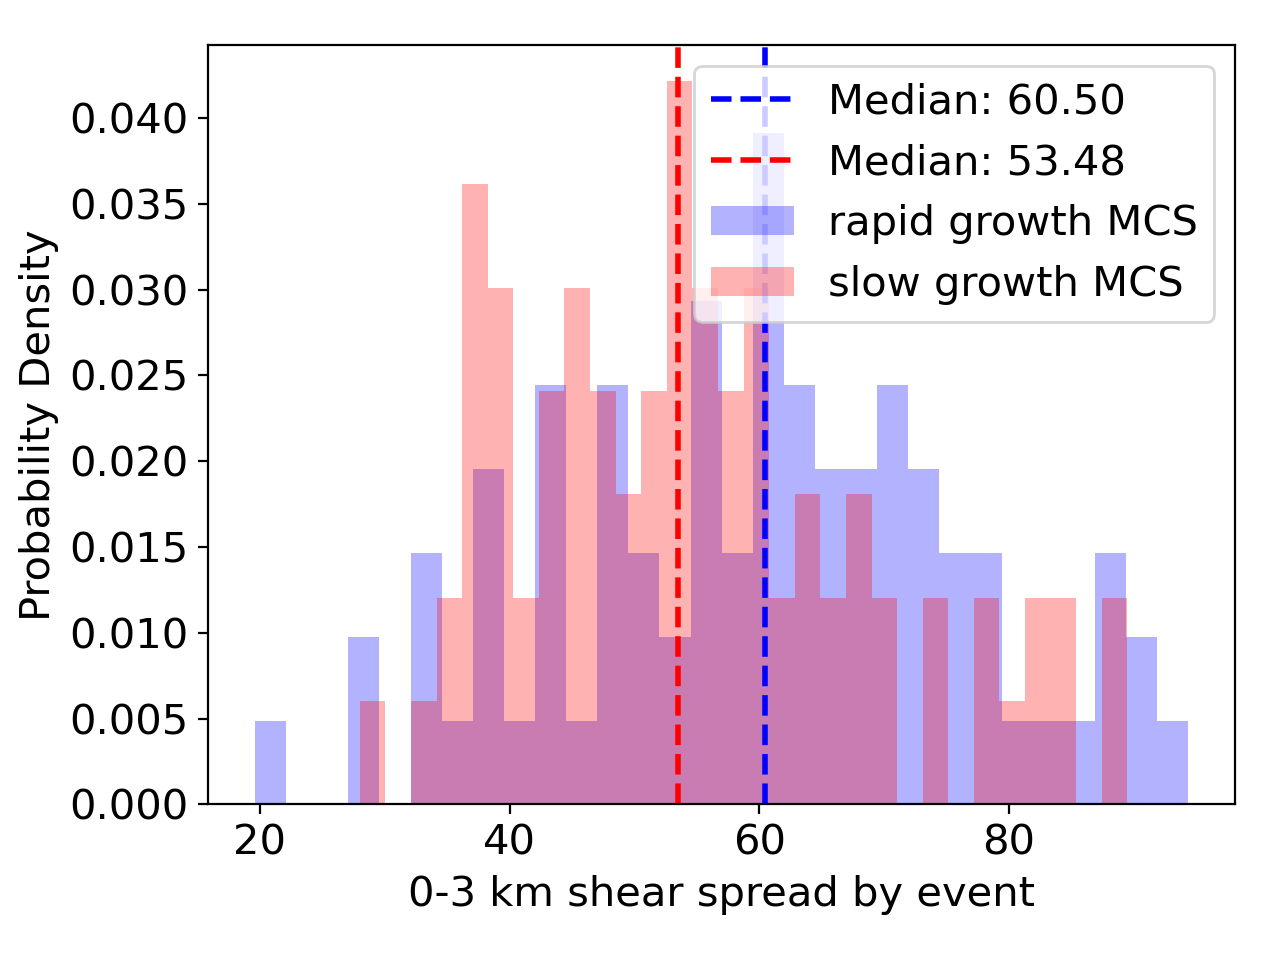 Median: 60.50
Median: 53.48
rapid growth MCS
slow growth MCS
0.040
0.035
0.030
0.025
0.020
0.015
0.010
0.005
0.000
Probability Density
20 40 60 80
0-3 km shear spread by event